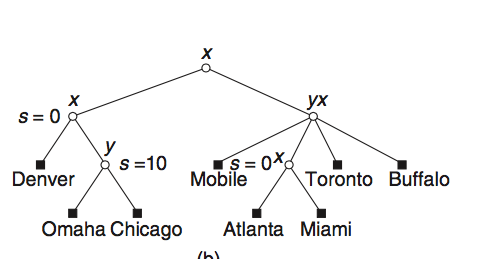 x
x
yx
s = 0
y
s = 10
s = 0
x
Denver
Mobile
Toronto
Buffalo
Omaha
Chicago
Atlanta
Miami
(b)